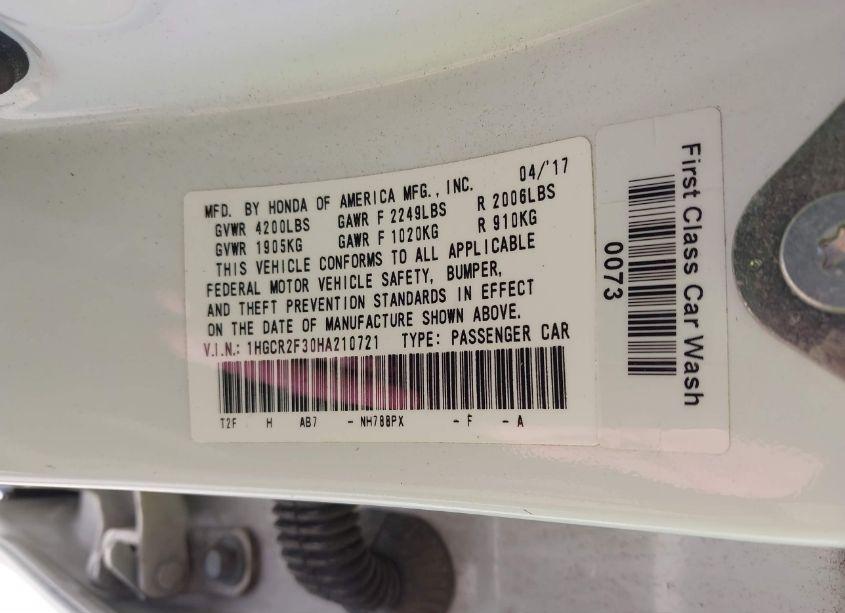 MFD. BY HONDA OF AMERICA MFG., INC. 04/'17
GVWR 4200LBS GAWR F 2249LBS R 2006LBS
GVWR 1905KG GAWR F 1020KG R 910KG
THIS VEHICLE CONFORMS TO ALL APPLICABLE
FEDERAL MOTOR VEHICLE SAFETY, BUMPER,
AND THEFT PREVENTION STANDARDS IN EFFECT
ON THE DATE OF MANUFACTURE SHOWN ABOVE.
V.I.N.: 1HGCR2F30HA210721 TYPE: PASSENGER CAR
T2F H AB7 - NH788PX - F - A
First Class Car Wash
0073